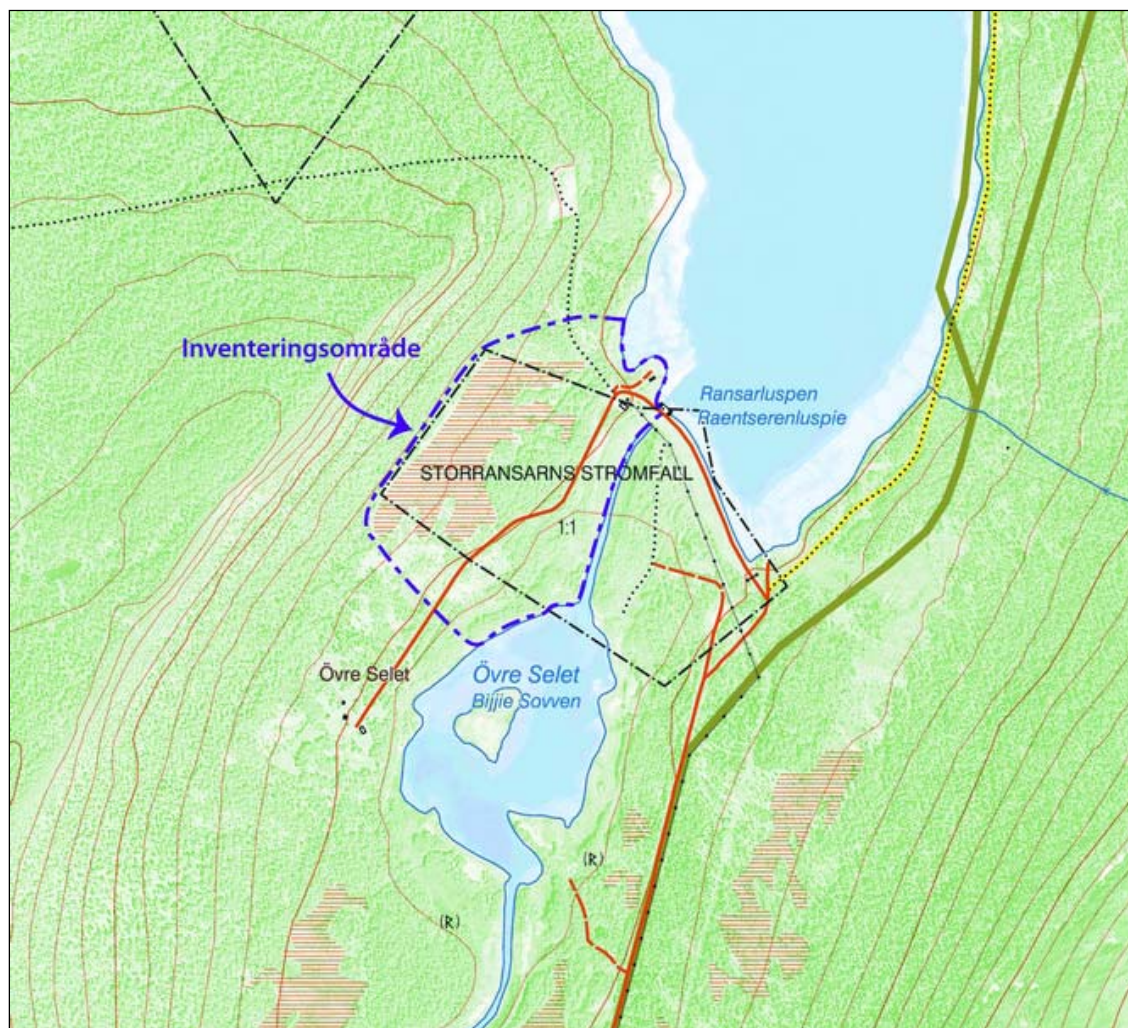 Inventeringsområde
Ransarluspen
Raentserenluspie
STORRANSARNS STRÖMFALL
1:1
Övre Selet
Övre Selet
Bijjie Sovven
(R)
(R)